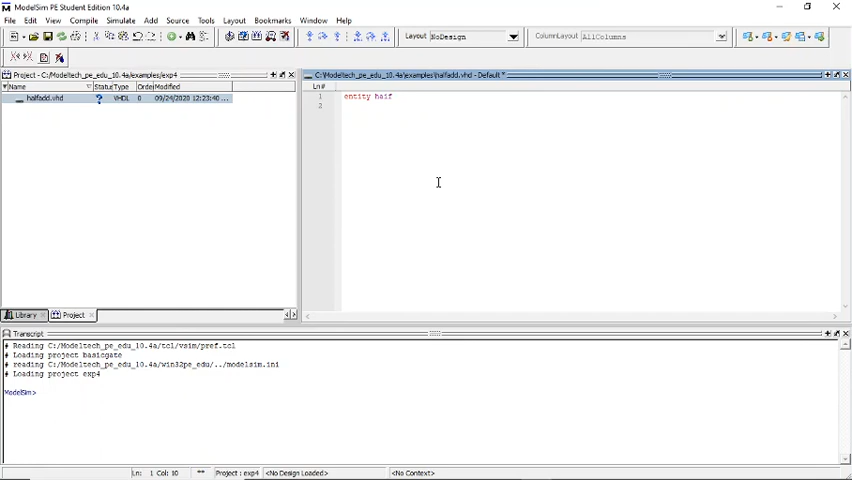 ModelSim PE Student Edition 10.4a
File Edit View Compile Simulate Add Source Tools Layout Bookmarks Window Help
Layout NoDesign
ColumnLayout AllColumns
Project - C:/Modeltech_pe_edu_10.4a/examples/exp4
C:\Modeltech_pe_edu_10.4a\examples\halfadd.vhd - Default *
Name Status Type Orde Modified
Ln#
halfadd.vhd ? VHDL 0 09/24/2020 12:23:40 ...
1 entity haif
2
Library Project
Transcript
# Reading C:/Modeltech_pe_edu_10.4a/tcl/vsim/pref.tcl
# Loading project basicgate
# reading C:/Modeltech_pe_edu_10.4a/win32pe_edu/../modelsim.ini
# Loading project exp4
ModelSim>
Ln: 1 Col: 10 ** Project : exp4 <No Design Loaded> <No Context>